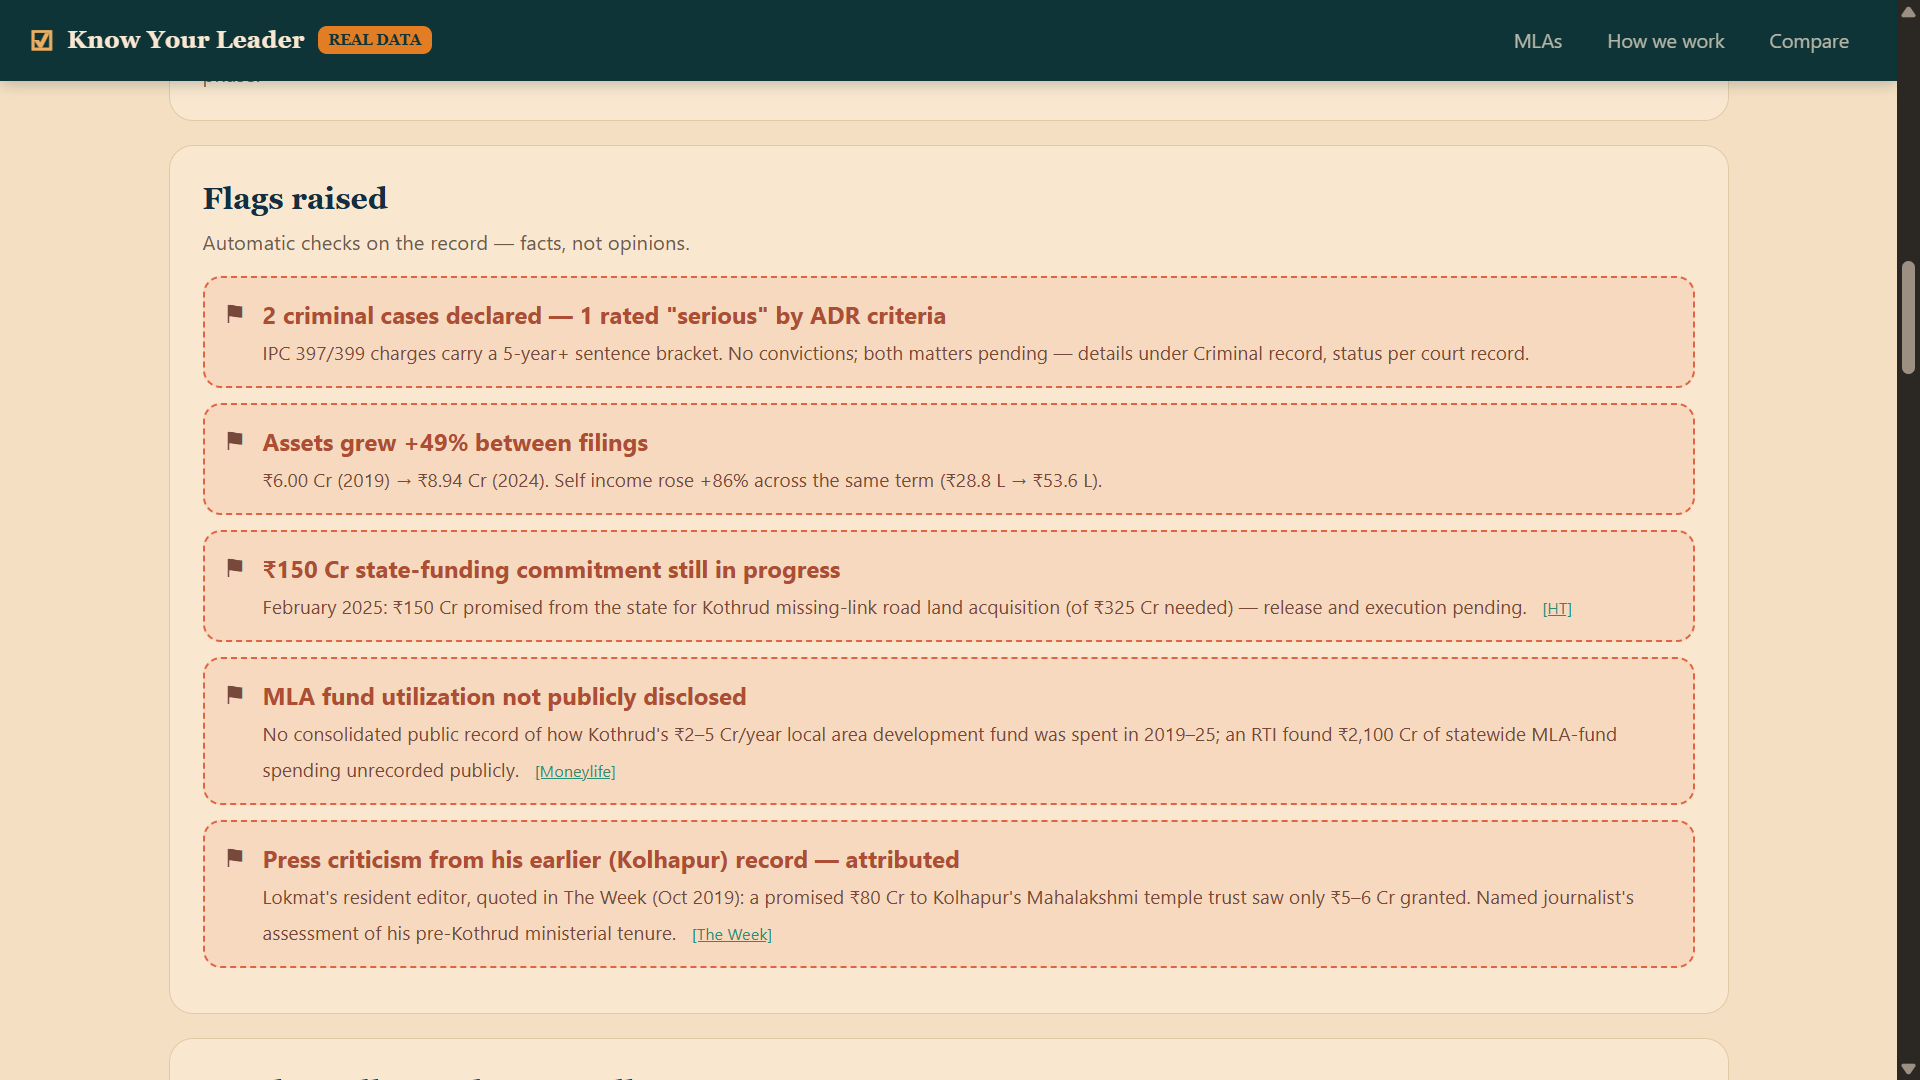 Know Your Leader
REAL DATA
MLAs
How we work
Compare
Flags raised
Automatic checks on the record — facts, not opinions.
2 criminal cases declared — 1 rated "serious" by ADR criteria
IPC 397/399 charges carry a 5-year+ sentence bracket. No convictions; both matters pending — details under Criminal record, status per court record.
Assets grew +49% between filings
₹6.00 Cr (2019) → ₹8.94 Cr (2024). Self income rose +86% across the same term (₹28.8 L → ₹53.6 L).
₹150 Cr state-funding commitment still in progress
February 2025: ₹150 Cr promised from the state for Kothrud missing-link road land acquisition (of ₹325 Cr needed) — release and execution pending. [HT]
MLA fund utilization not publicly disclosed
No consolidated public record of how Kothrud's ₹2–5 Cr/year local area development fund was spent in 2019–25; an RTI found ₹2,100 Cr of statewide MLA-fund
spending unrecorded publicly. [Moneylife]
Press criticism from his earlier (Kolhapur) record — attributed
Lokmat's resident editor, quoted in The Week (Oct 2019): a promised ₹80 Cr to Kolhapur's Mahalakshmi temple trust saw only ₹5–6 Cr granted. Named journalist's
assessment of his pre-Kothrud ministerial tenure. [The Week]